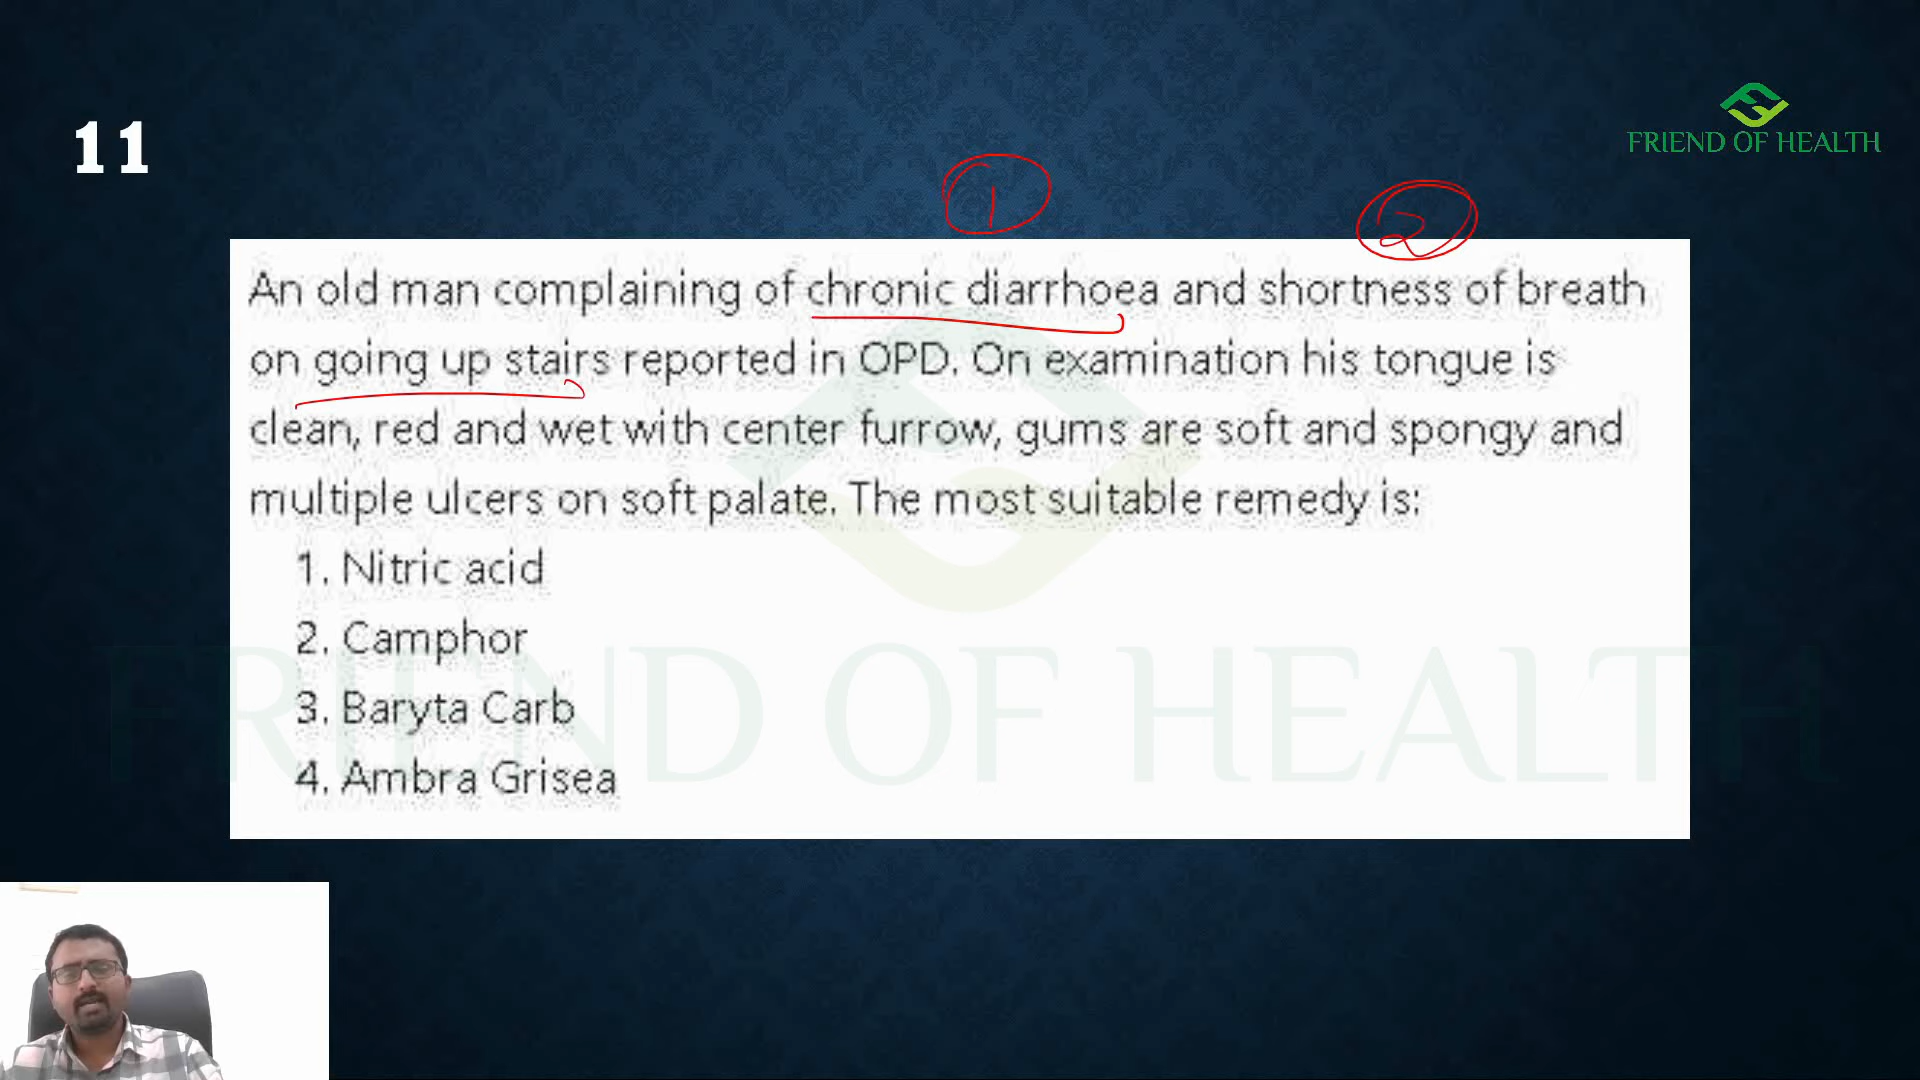 11
FRIEND OF HEALTH
1
2
An old man complaining of chronic diarrhoea and shortness of breath
on going up stairs reported in OPD. On examination his tongue is
clean, red and wet with center furrow, gums are soft and spongy and
multiple ulcers on soft palate. The most suitable remedy is:
1. Nitric acid
2. Camphor
3. Baryta Carb
4. Ambra Grisea
FRIEND OF HEALTH